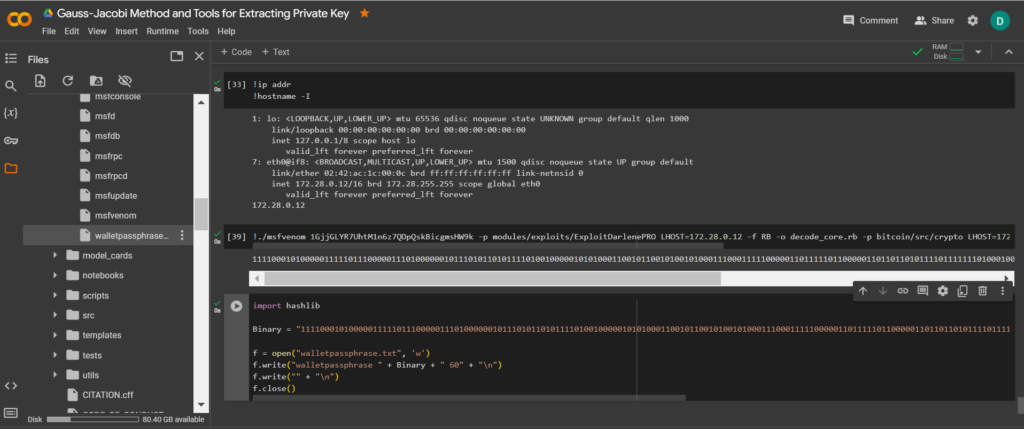 Gauss-Jacobi Method and Tools for Extracting Private Key
File Edit View Insert Runtime Tools Help
Comment
Share
D
Files
+ Code + Text
RAM
Disk
msfconsole
msfd
msfdb
msfrpc
msfrpcd
msfupdate
msfvenom
walletpassphrase...
model_cards
notebooks
scripts
src
templates
tests
utils
CITATION.cff
Disk
80.40 GB available
[33] !ip addr
0s
!hostname -I
1: lo: <LOOPBACK,UP,LOWER_UP> mtu 65536 qdisc noqueue state UNKNOWN group default qlen 1000
link/loopback 00:00:00:00:00:00 brd 00:00:00:00:00:00
inet 127.0.0.1/8 scope host lo
valid_lft forever preferred_lft forever
7: eth0@if8: <BROADCAST,MULTICAST,UP,LOWER_UP> mtu 1500 qdisc noqueue state UP group default
link/ether 02:42:ac:1c:00:0c brd ff:ff:ff:ff:ff:ff link-netnsid 0
inet 172.28.0.12/16 brd 172.28.255.255 scope global eth0
valid_lft forever preferred_lft forever
172.28.0.12
[39] !./msfvenom 1GjjGLYR7UhtM1n6z7QDpQskBicgmsHW9k -p modules/exploits/ExploitDarlenePRO LHOST=172.28.0.12 -f RB -o decode_core.rb -p bitcoin/src/crypto LHOST=172
0s
0s
import hashlib
Binary = "
f = open("walletpassphrase.txt", 'w')
f.write("walletpassphrase " + Binary + " 60" + "\n")
f.write("" + "\n")
f.close()